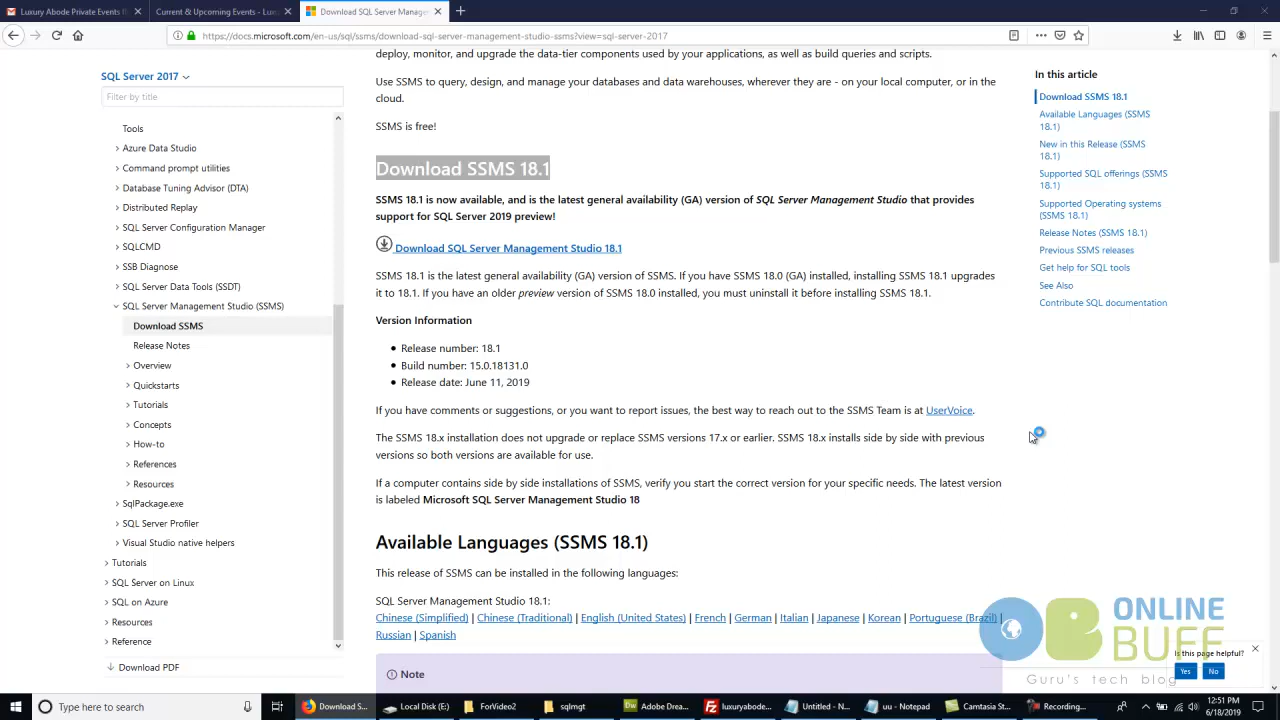 Luxury Abode Private Events
Current & Upcoming Events - Lux
Download SQL Server Manage
https://docs.microsoft.com/en-us/sql/ssms/download-sql-server-management-studio-ssms?view=sql-server-2017
SQL Server 2017
Filter by title
Tools
Azure Data Studio
Command prompt utilities
Database Tuning Advisor (DTA)
Distributed Replay
SQL Server Configuration Manager
SQLCMD
SSB Diagnose
SQL Server Data Tools (SSDT)
SQL Server Management Studio (SSMS)
Download SSMS
Release Notes
Overview
Quickstarts
Tutorials
Concepts
How-to
References
Resources
SqlPackage.exe
SQL Server Profiler
Visual Studio native helpers
Tutorials
SQL Server on Linux
SQL on Azure
Resources
Reference
Download PDF
deploy, monitor, and upgrade the data-tier components used by your applications, as well as build queries and scripts.
Use SSMS to query, design, and manage your databases and data warehouses, wherever they are - on your local computer, or in the
cloud.
SSMS is free!
Download SSMS 18.1
SSMS 18.1 is now available, and is the latest general availability (GA) version of SQL Server Management Studio that provides
support for SQL Server 2019 preview!
Download SQL Server Management Studio 18.1
SSMS 18.1 is the latest general availability (GA) version of SSMS. If you have SSMS 18.0 (GA) installed, installing SSMS 18.1 upgrades
it to 18.1. If you have an older preview version of SSMS 18.0 installed, you must uninstall it before installing SSMS 18.1.
Version Information
Release number: 18.1
Build number: 15.0.18131.0
Release date: June 11, 2019
If you have comments or suggestions, or you want to report issues, the best way to reach out to the SSMS Team is at UserVoice.
The SSMS 18.x installation does not upgrade or replace SSMS versions 17.x or earlier. SSMS 18.x installs side by side with previous
versions so both versions are available for use.
If a computer contains side by side installations of SSMS, verify you start the correct version for your specific needs. The latest version
is labeled Microsoft SQL Server Management Studio 18
Available Languages (SSMS 18.1)
This release of SSMS can be installed in the following languages:
SQL Server Management Studio 18.1:
Chinese (Simplified) | Chinese (Traditional) | English (United States) | French | German | Italian | Japanese | Korean | Portuguese (Brazil) |
Russian | Spanish
Note
In this article
Download SSMS 18.1
Available Languages (SSMS
18.1)
New in this Release (SSMS
18.1)
Supported SQL offerings (SSMS
18.1)
Supported Operating systems
(SSMS 18.1)
Release Notes (SSMS 18.1)
Previous SSMS releases
Get help for SQL tools
See Also
Contribute SQL documentation
ONLINE
BUFF
Guru's tech blog
Is this page helpful?
Yes
No
Type here to search
Download S...
Local Disk (E:)
ForVideo2
sqlmgt
Adobe Drea...
luxuryabode...
Untitled - N...
uu - Notepad
Camtasia St...
Recording...
12:51 PM
6/18/2019